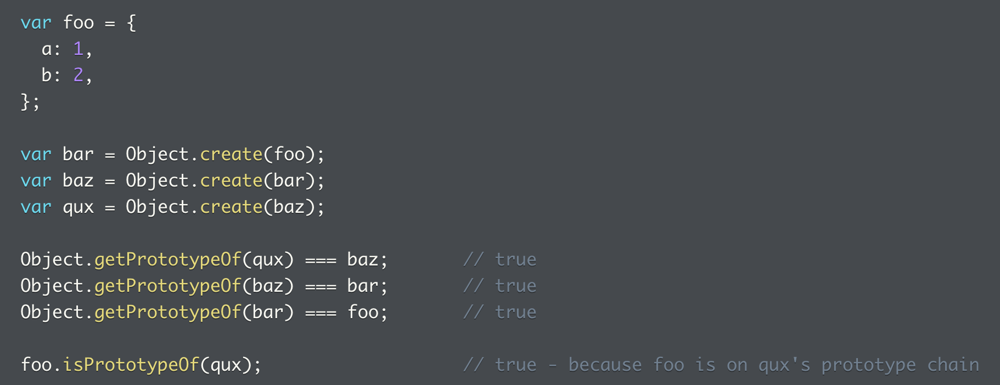 var foo = {
  a: 1,
  b: 2,
};

var bar = Object.create(foo);
var baz = Object.create(bar);
var qux = Object.create(baz);

Object.getPrototypeOf(qux) === baz;       // true
Object.getPrototypeOf(baz) === bar;       // true
Object.getPrototypeOf(bar) === foo;       // true

foo.isPrototypeOf(qux);                   // true - because foo is on qux's prototype chain